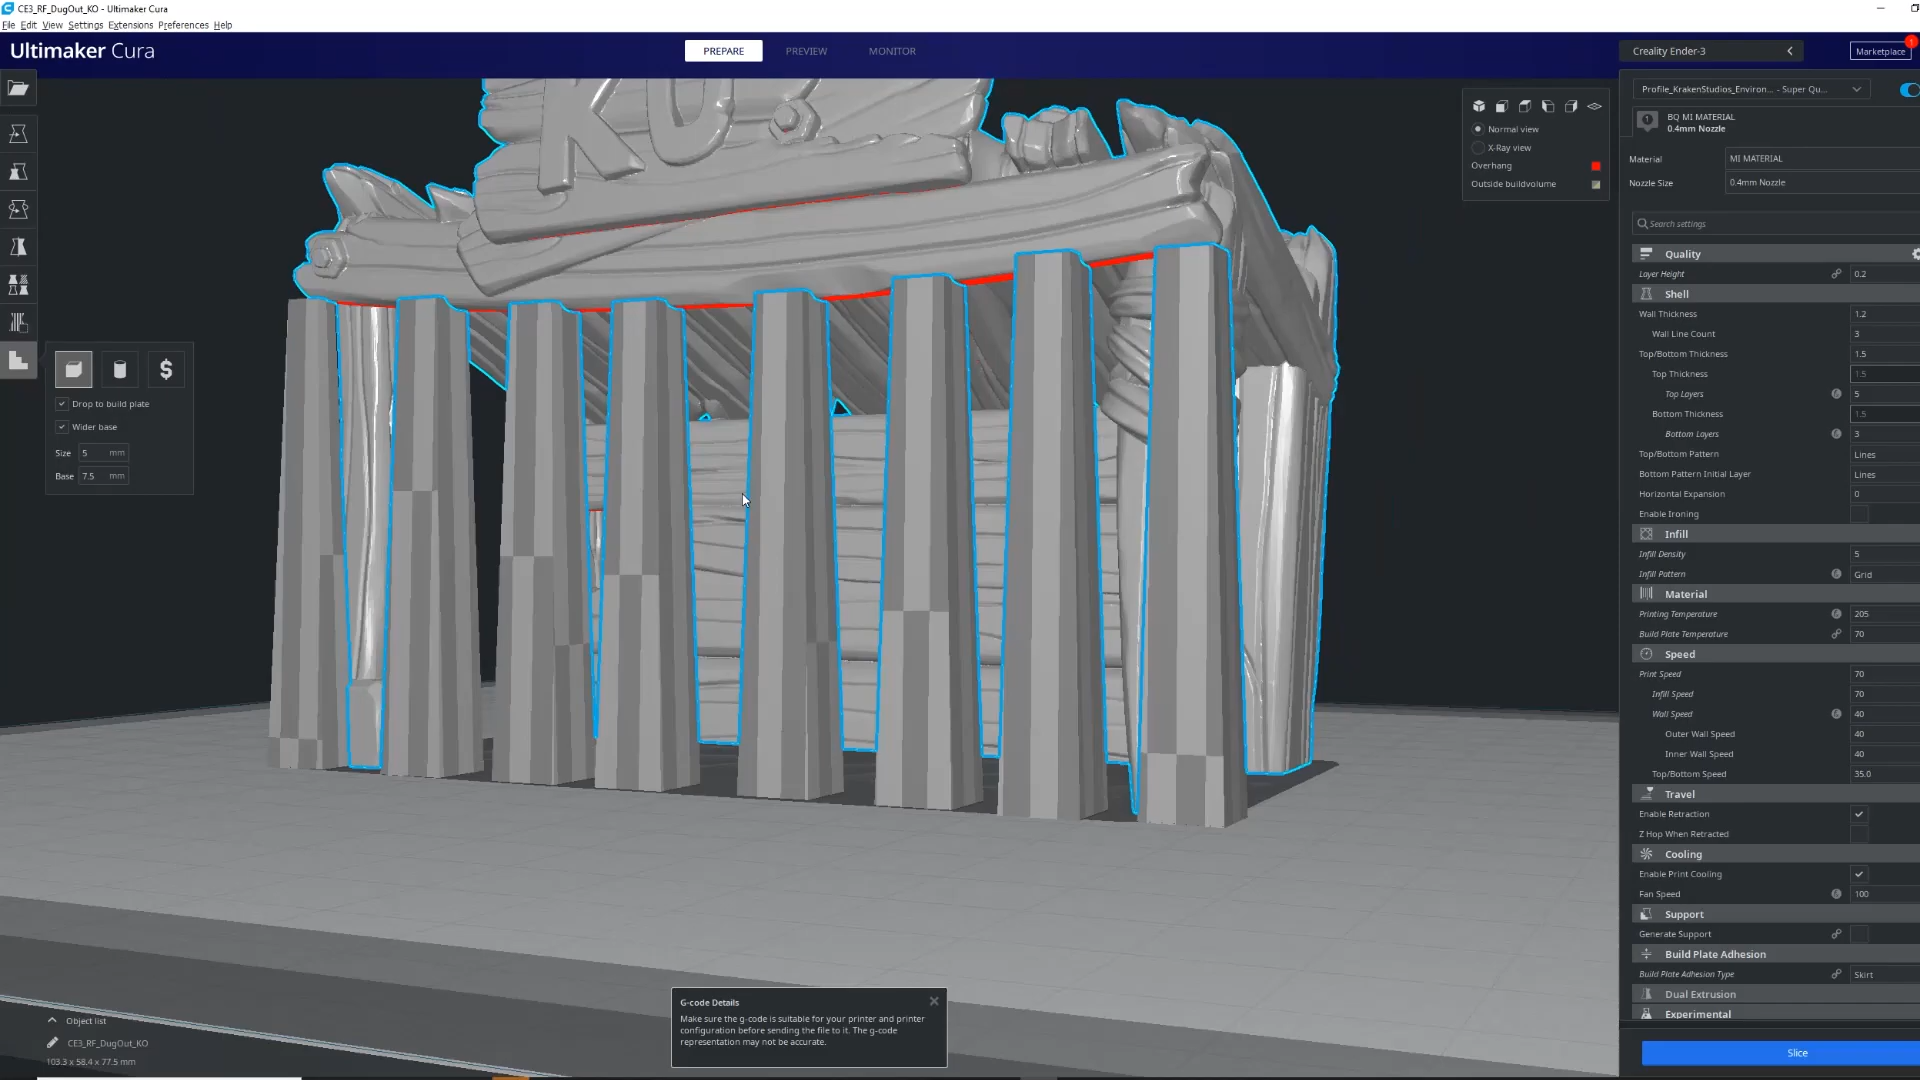 CE3_RF_DugOut_KO - Ultimaker Cura
File Edit View Settings Extensions Preferences Help
Ultimaker Cura
PREPARE
PREVIEW
MONITOR
Creality Ender-3
Marketplace
1
Profile_KrakenStudios_Environ... - Super Qu...
1
BQ MI MATERIAL
0.4mm Nozzle
Material
MI MATERIAL
Nozzle Size
0.4mm Nozzle
Search settings
Normal view
X-Ray view
Overhang
Outside buildvolume
KO
Drop to build plate
Wider base
Size 5 mm
Base 7.5 mm
Quality
Layer Height 0.2
Shell
Wall Thickness 1.2
Wall Line Count 3
Top/Bottom Thickness 1.5
Top Thickness 1.5
Top Layers 5
Bottom Thickness 1.5
Bottom Layers 3
Top/Bottom Pattern Lines
Bottom Pattern Initial Layer Lines
Horizontal Expansion 0
Enable Ironing
Infill
Infill Density 5
Infill Pattern Grid
Material
Printing Temperature 205
Build Plate Temperature 70
Speed
Print Speed 70
Infill Speed 70
Wall Speed 40
Outer Wall Speed 40
Inner Wall Speed 40
Top/Bottom Speed 35.0
Travel
Enable Retraction
Z Hop When Retracted
Cooling
Enable Print Cooling
Fan Speed 100
Support
Generate Support
Build Plate Adhesion
Build Plate Adhesion Type Skirt
Dual Extrusion
Experimental
Slice
G-code Details
Make sure the g-code is suitable for your printer and printer
configuration before sending the file to it. The g-code
representation may not be accurate.
Object list
CE3_RF_DugOut_KO
103.3 x 58.4 x 77.5 mm